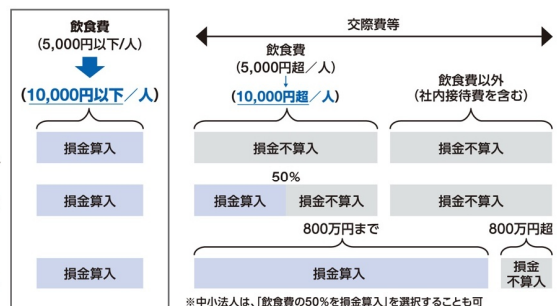 飲食費
(5,000円以下/人)
(10,000円以下/人)
損金算入
損金算入
損金算入
交際費等
飲食費
(5,000円超/人)
(10,000円超/人)
飲食費以外
(社内接待費を含む)
損金不算入
損金不算入
50%
損金算入
損金不算入
損金不算入
800万円まで
800万円超
損金算入
損金
不算入
※中小法人は、「飲食費の50%を損金算入」を選択することも可